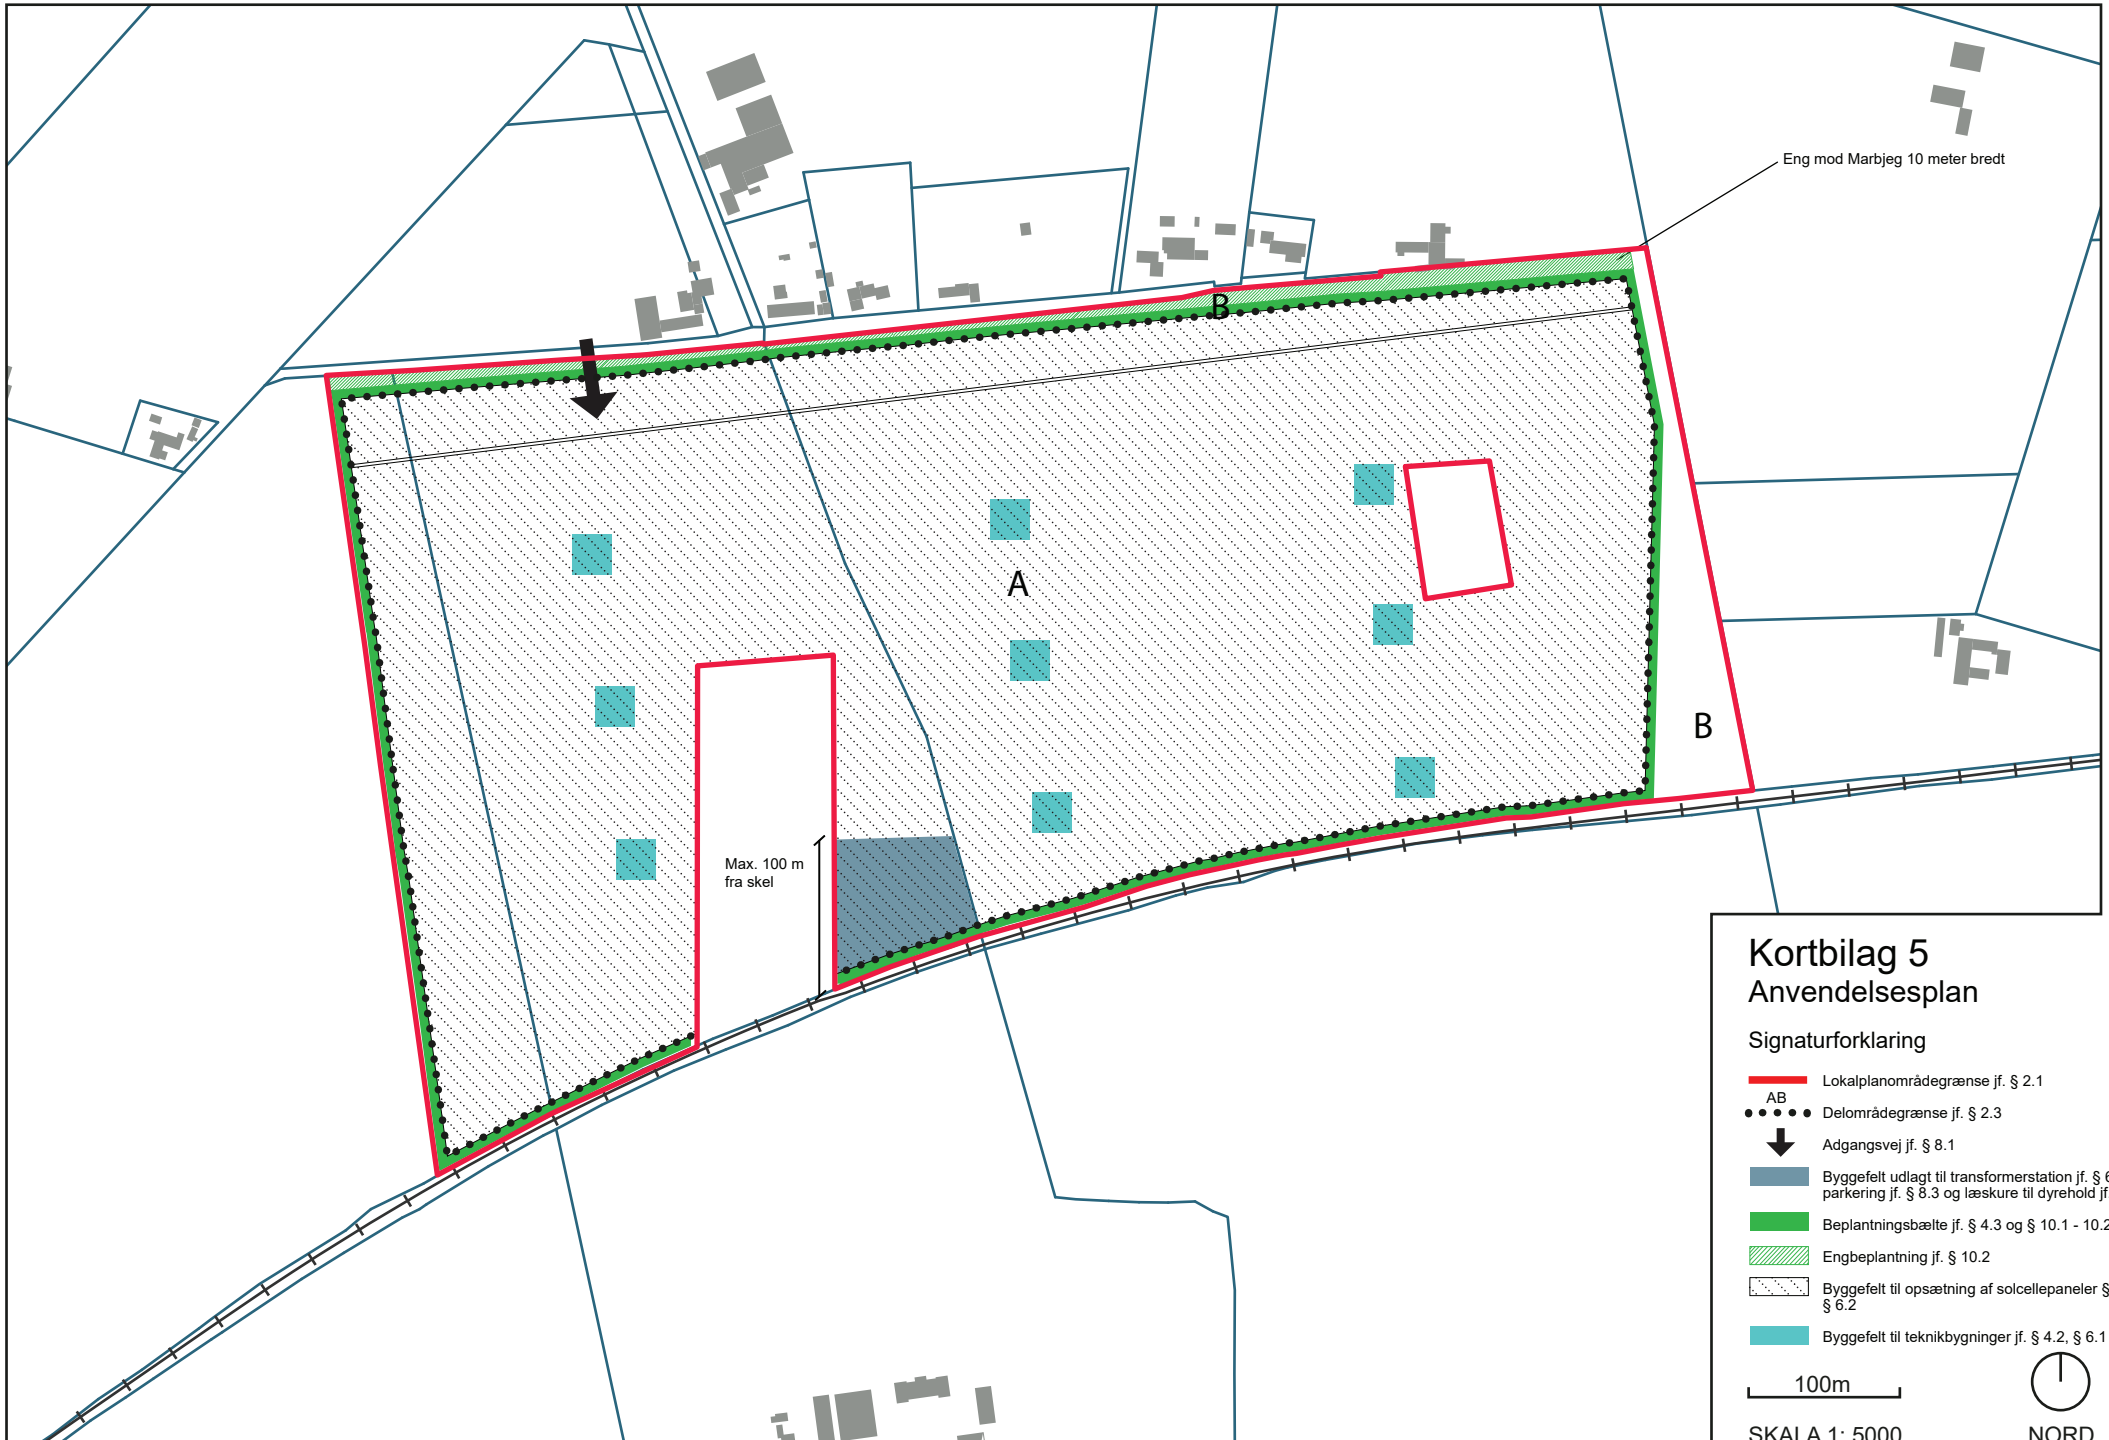 Eng mod Marbjeg 10 meter bredt
B
A
B
Max. 100 m
fra skel
Kortbilag 5
Anvendelsesplan
Signaturforklaring
Lokalplanområdegrænse jf. § 2.1
AB
Delområdegrænse jf. § 2.3
Adgangsvej jf. § 8.1
Byggefelt udlagt til transformerstation jf. § 6
parkering jf. § 8.3 og læskure til dyrehold jf
Beplantningsbælte jf. § 4.3 og § 10.1 - 10.2
Engbeplantning jf. § 10.2
Byggefelt til opsætning af solcellepaneler §
§ 6.2
Byggefelt til teknikbygninger jf. § 4.2, § 6.1
100m
SKALA 1: 5000
NORD